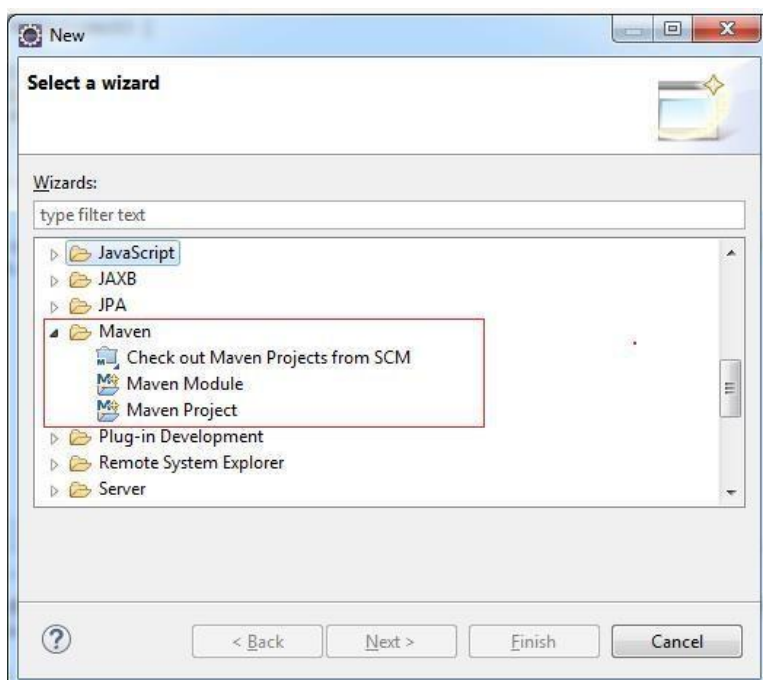 New
Select a wizard
Wizards:
type filter text
JavaScript
JAXB
JPA
Maven
Check out Maven Projects from SCM
Maven Module
Maven Project
Plug-in Development
Remote System Explorer
Server
< Back
Next >
Finish
Cancel